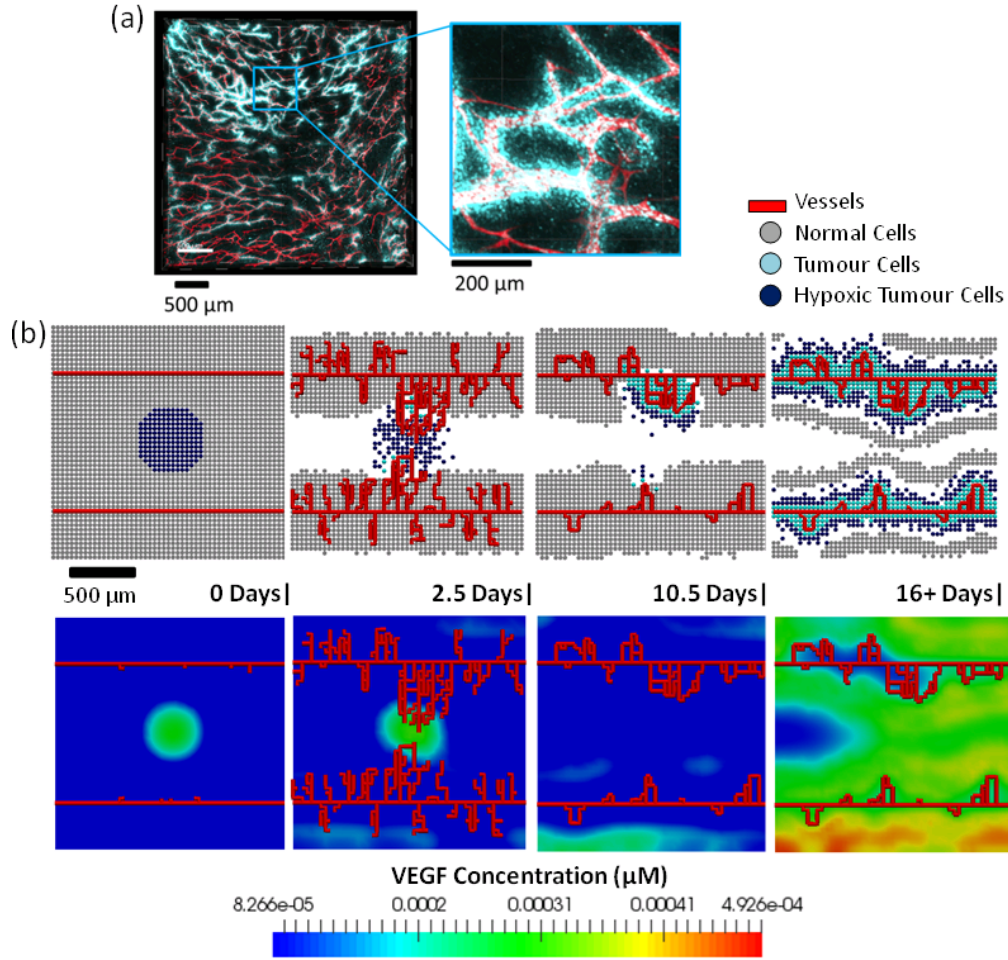 (a)
500 µm
200 µm
Vessels
Normal Cells
Tumour Cells
Hypoxic Tumour Cells
(b)
500 µm
0 Days|
2.5 Days|
10.5 Days|
16+ Days|
VEGF Concentration (µM)
8.266e-05 0.0002 0.00031 0.00041 4.926e-04